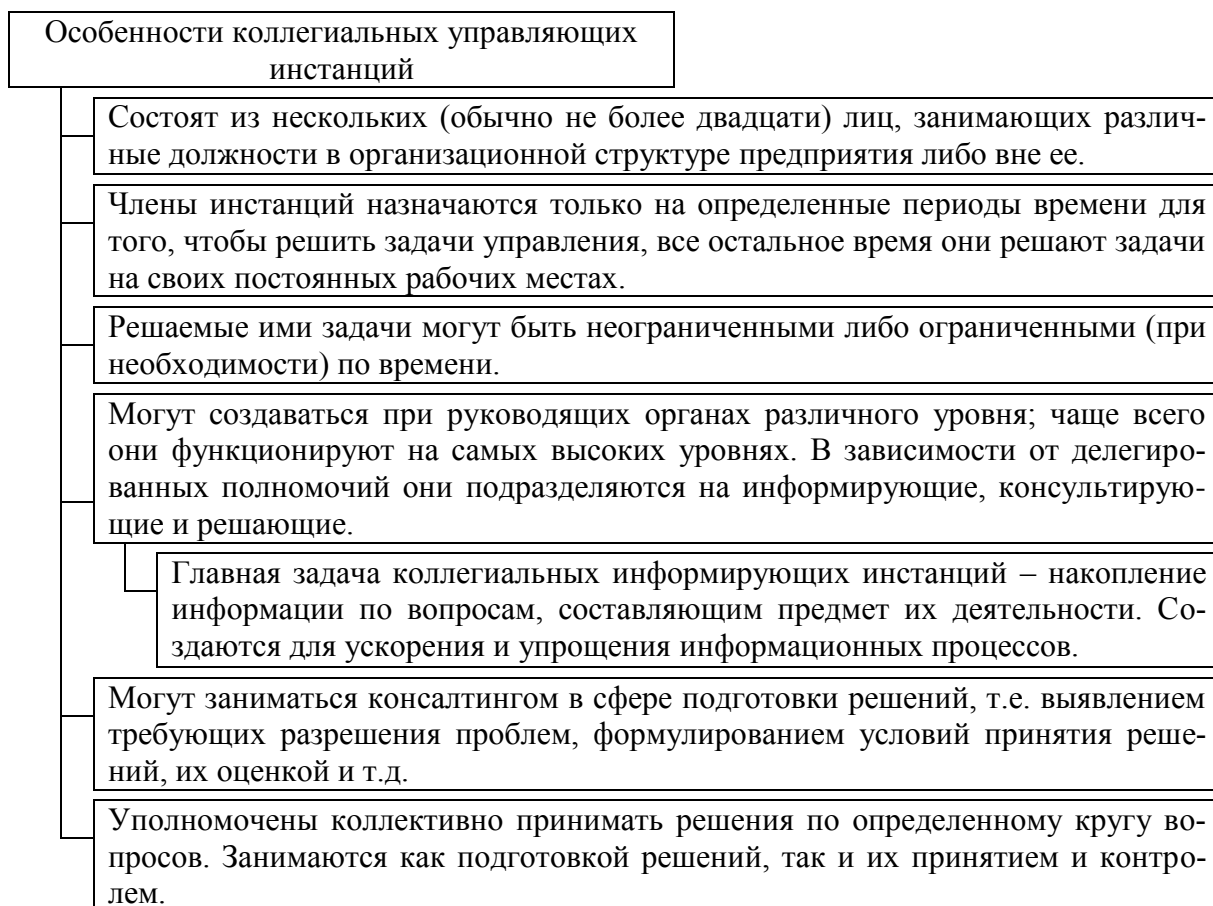 Особенности коллегиальных управляющих
инстанций
Состоят из нескольких (обычно не более двадцати) лиц, занимающих различ-
ные должности в организационной структуре предприятия либо вне ее.
Члены инстанций назначаются только на определенные периоды времени для
того, чтобы решить задачи управления, все остальное время они решают задачи
на своих постоянных рабочих местах.
Решаемые ими задачи могут быть неограниченными либо ограниченными (при
необходимости) по времени.
Могут создаваться при руководящих органах различного уровня; чаще всего
они функционируют на самых высоких уровнях. В зависимости от делегиро-
ванных полномочий они подразделяются на информирующие, консультирую-
щие и решающие.
Главная задача коллегиальных информирующих инстанций – накопление
информации по вопросам, составляющим предмет их деятельности. Со-
здаются для ускорения и упрощения информационных процессов.
Могут заниматься консалтингом в сфере подготовки решений, т.е. выявлением
требующих разрешения проблем, формулированием условий принятия реше-
ний, их оценкой и т.д.
Уполномочены коллективно принимать решения по определенному кругу во-
просов. Занимаются как подготовкой решений, так и их принятием и контро-
лем.